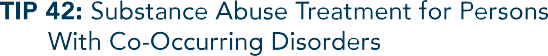 TIP 42: Substance Abuse Treatment for Persons
With Co-Occurring Disorders